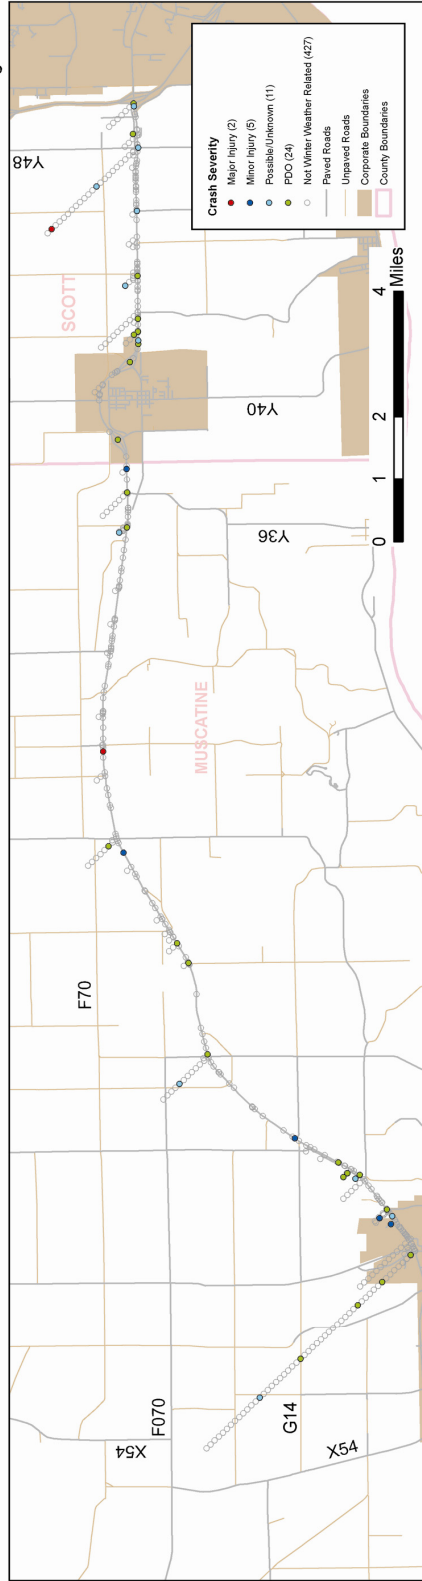 Y48
SCOTT
Crash Severity
Major Injury (2)
Minor Injury (5)
Possible/Unknown (11)
PDO (24)
Not Winter Weather Related (427)
Paved Roads
Unpaved Roads
Corporate Boundaries
County Boundaries
Y40
Y36
MUSCATINE
F70
F070
X54
G14
X54
0 1 2 4
Miles